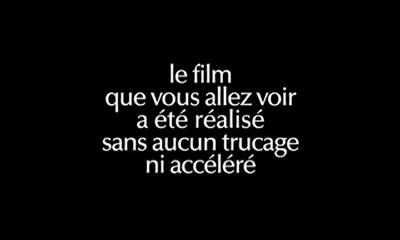 le film
que vous allez voir
a été réalisé
sans aucun trucage
ni accéléré